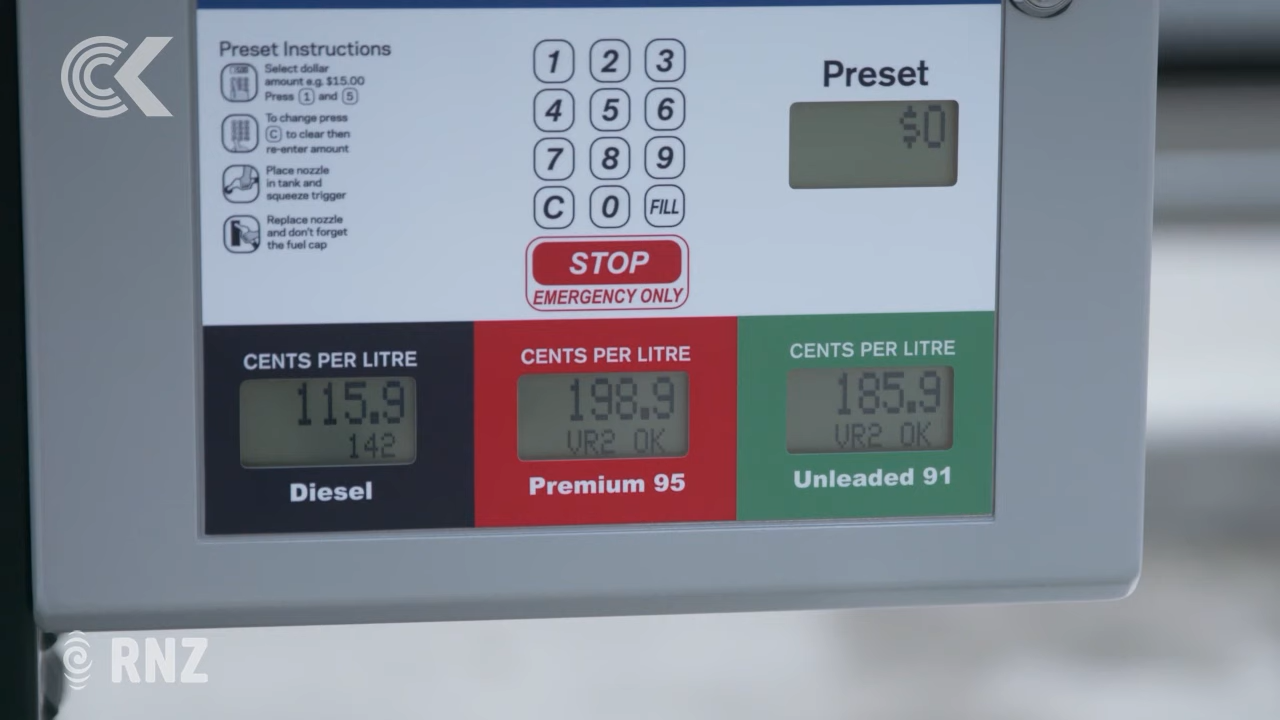 Preset Instructions
Select dollar
amount e.g. $15.00
Press 1 and 5
To change press
C to clear then
re-enter amount
Place nozzle
in tank and
squeeze trigger
Replace nozzle
and don't forget
the fuel cap
1 2 3
4 5 6
7 8 9
C 0 FILL
STOP
EMERGENCY ONLY
Preset
$0
CENTS PER LITRE
115.9
142
Diesel
CENTS PER LITRE
198.9
VR2 OK
Premium 95
CENTS PER LITRE
185.9
VR2 OK
Unleaded 91
RNZ